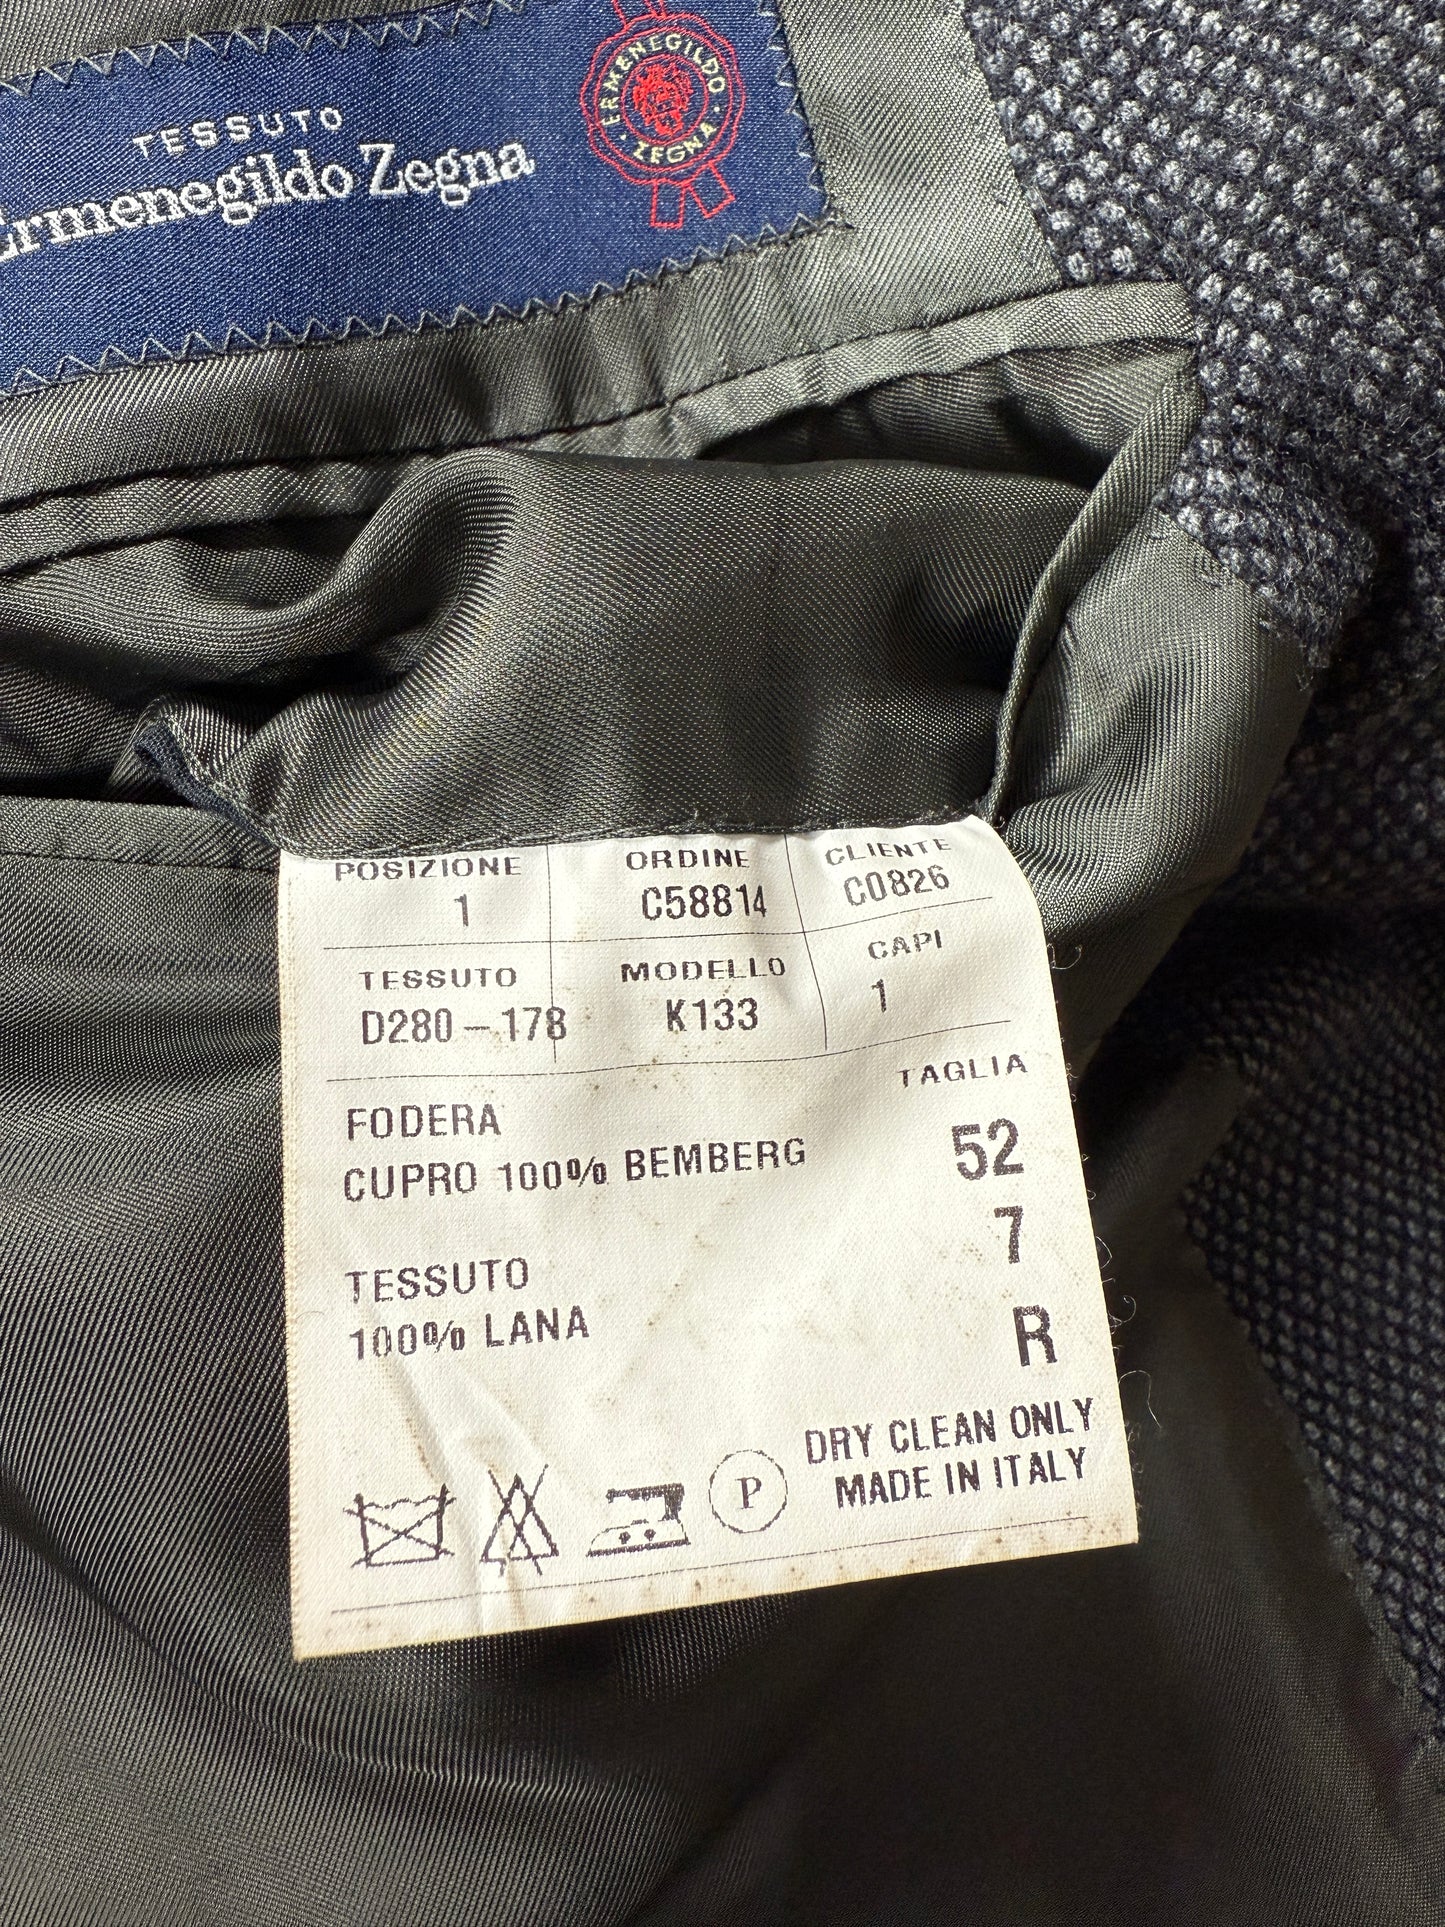 TESSUTO
Ermenegildo Zegna
ERMENEGILDO
ZEGNA
POSIZIONE ORDINE CLIENTE
1 C58814 C0826
TESSUTO MODELLO CAPI
D280-178 K133 1
TAGLIA
FODERA
CUPRO 100% BEMBERG 52
7
TESSUTO
100% LANA R
DRY CLEAN ONLY
P MADE IN ITALY